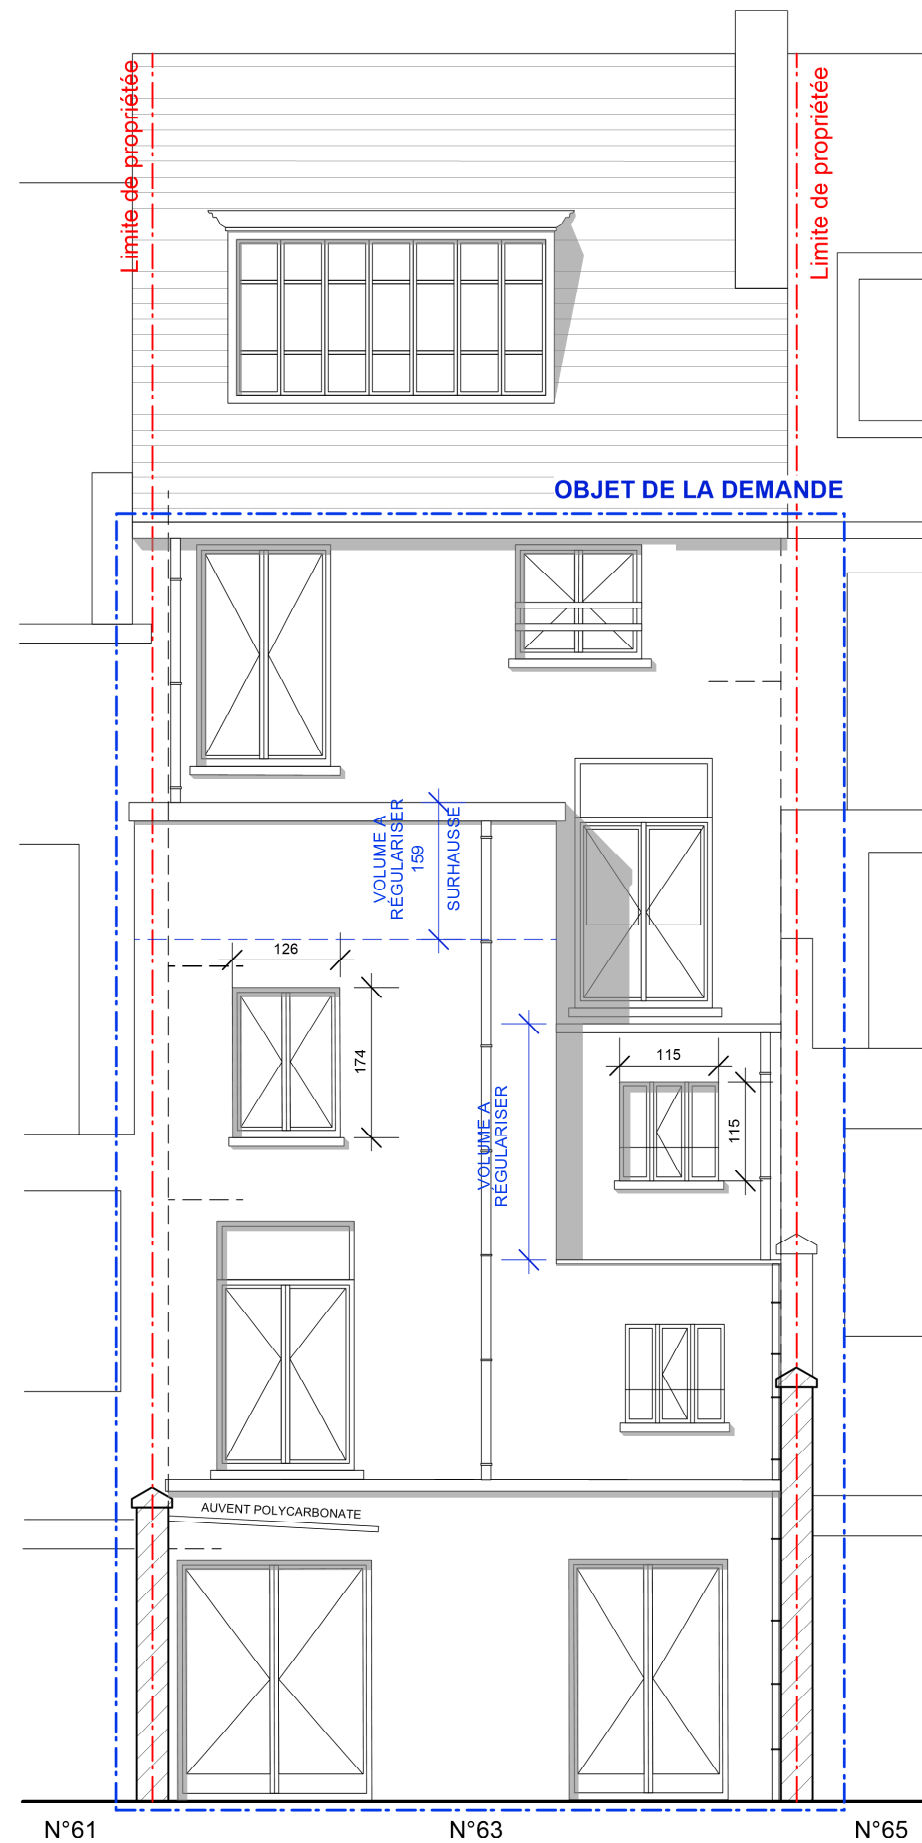 Limite de propriétée
Limite de propriétée
OBJET DE LA DEMANDE
VOLUME A
RÉGULARISER
159
SURHAUSSE
126
174
115
115
VOLUME A
RÉGULARISER
AUVENT POLYCARBONATE
N°61
N°63
N°65